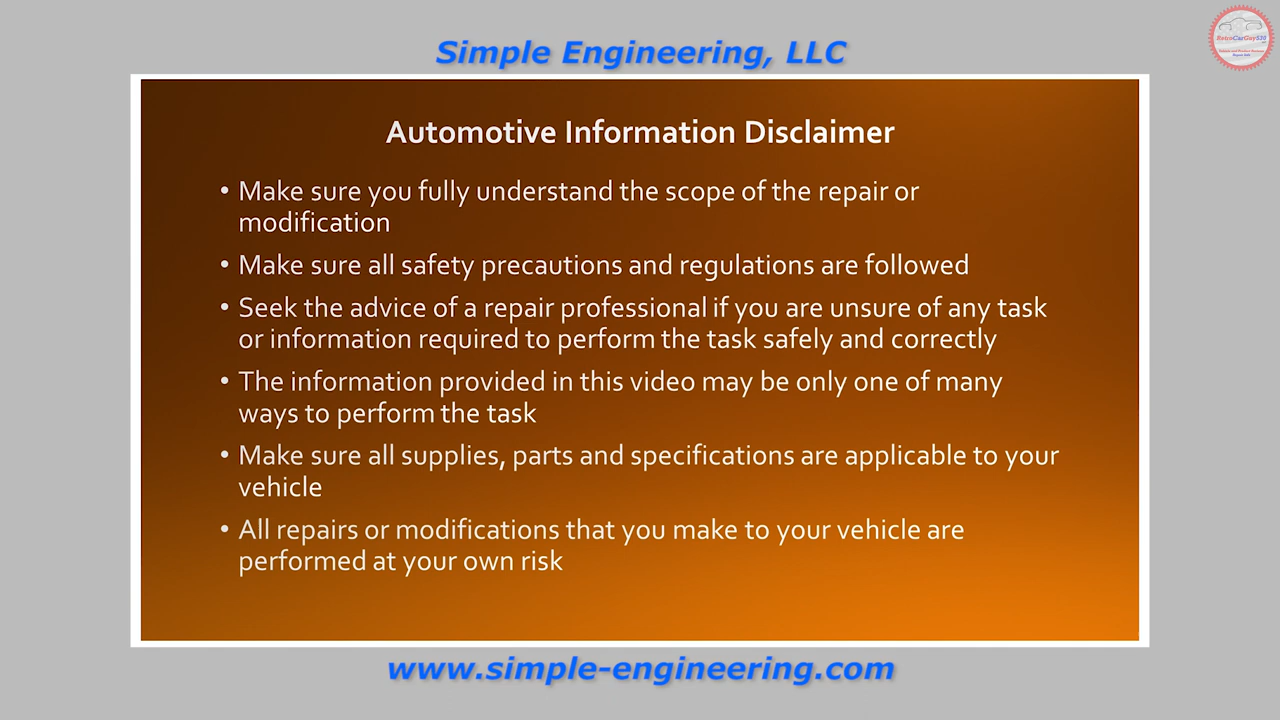 Simple Engineering, LLC
RetroCarGuy530
Automotive Information Disclaimer
• Make sure you fully understand the scope of the repair or
modification
• Make sure all safety precautions and regulations are followed
• Seek the advice of a repair professional if you are unsure of any task
or information required to perform the task safely and correctly
• The information provided in this video may be only one of many
ways to perform the task
• Make sure all supplies, parts and specifications are applicable to your
vehicle
• All repairs or modifications that you make to your vehicle are
performed at your own risk
www.simple-engineering.com